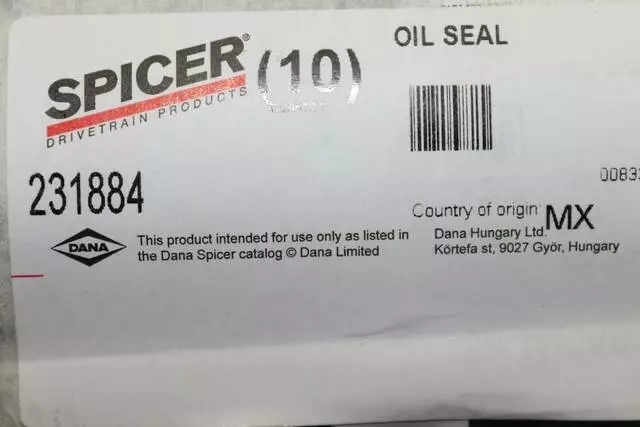 SPICER®
DRIVETRAIN PRODUCTS
(10)
OIL SEAL
231884
0083
Country of origin: MX
DANA
This product intended for use only as listed in
the Dana Spicer catalog © Dana Limited
Dana Hungary Ltd.
Körtefa st, 9027 Győr, Hungary